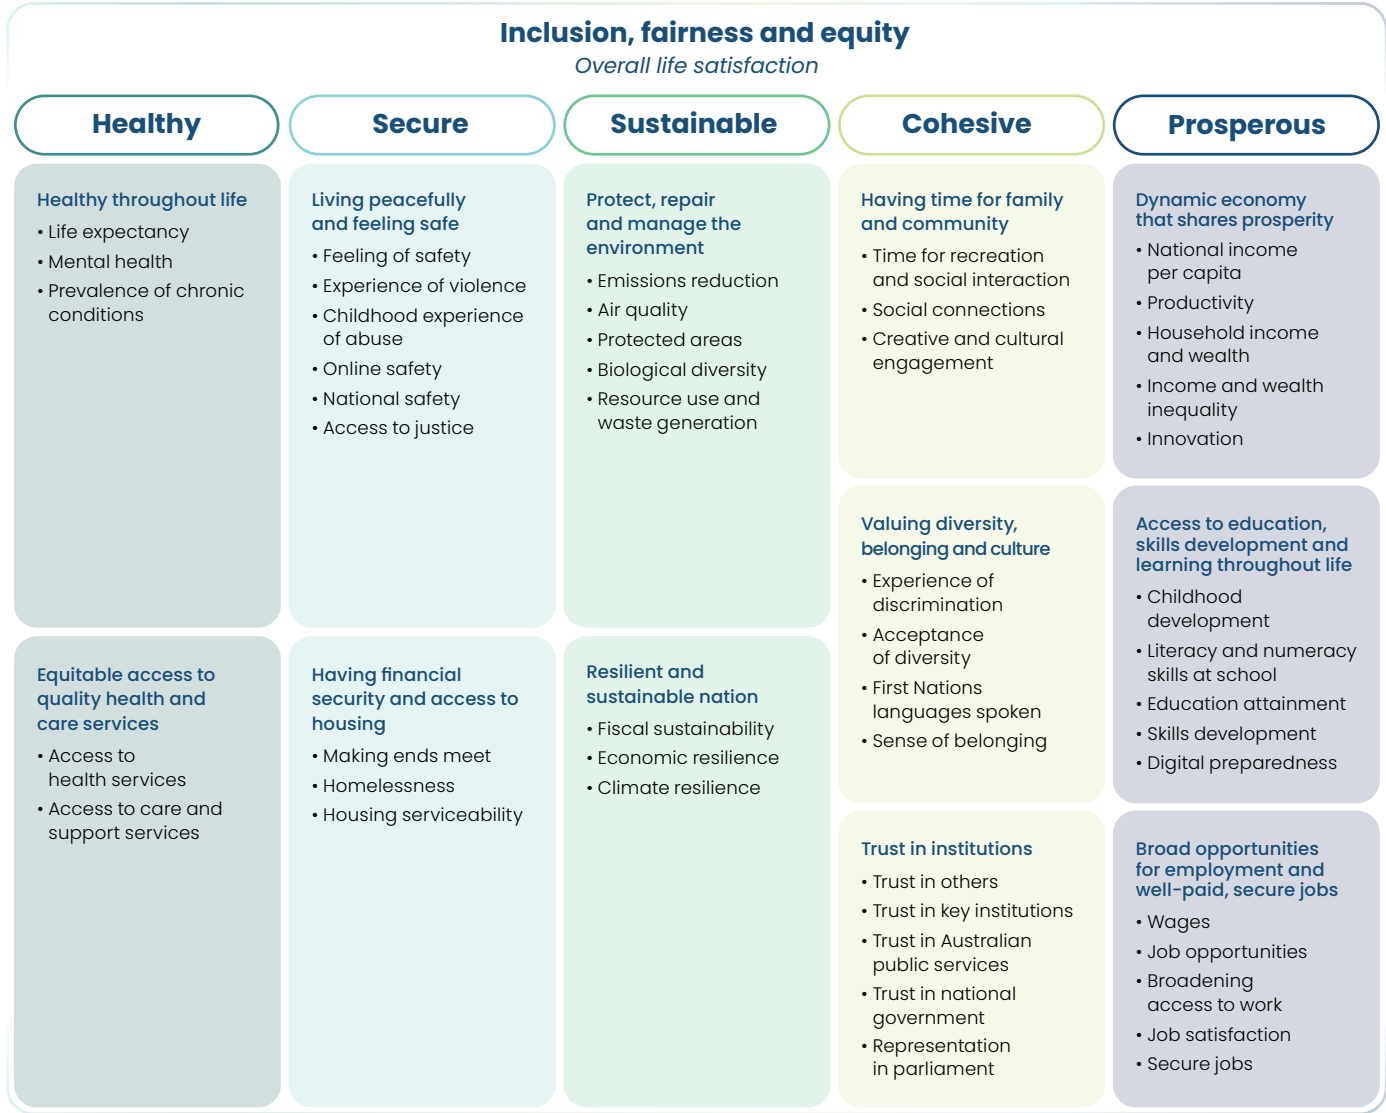 Inclusion, fairness and equity
Overall life satisfaction
Healthy
Healthy throughout life
• Life expectancy
• Mental health
• Prevalence of chronic
conditions
Equitable access to
quality health and
care services
• Access to
health services
• Access to care and
support services
Secure
Living peacefully
and feeling safe
• Feeling of safety
• Experience of violence
• Childhood experience
of abuse
• Online safety
• National safety
• Access to justice
Having financial
security and access to
housing
• Making ends meet
• Homelessness
• Housing serviceability
Sustainable
Protect, repair
and manage the
environment
• Emissions reduction
• Air quality
• Protected areas
• Biological diversity
• Resource use and
waste generation
Resilient and
sustainable nation
• Fiscal sustainability
• Economic resilience
• Climate resilience
Cohesive
Having time for family
and community
• Time for recreation
and social interaction
• Social connections
• Creative and cultural
engagement
Valuing diversity,
belonging and culture
• Experience of
discrimination
• Acceptance
of diversity
• First Nations
languages spoken
• Sense of belonging
Trust in institutions
• Trust in others
• Trust in key institutions
• Trust in Australian
public services
• Trust in national
government
• Representation
in parliament
Prosperous
Dynamic economy
that shares prosperity
• National income
per capita
• Productivity
• Household income
and wealth
• Income and wealth
inequality
• Innovation
Access to education,
skills development and
learning throughout life
• Childhood
development
• Literacy and numeracy
skills at school
• Education attainment
• Skills development
• Digital preparedness
Broad opportunities
for employment and
well-paid, secure jobs
• Wages
• Job opportunities
• Broadening
access to work
• Job satisfaction
• Secure jobs